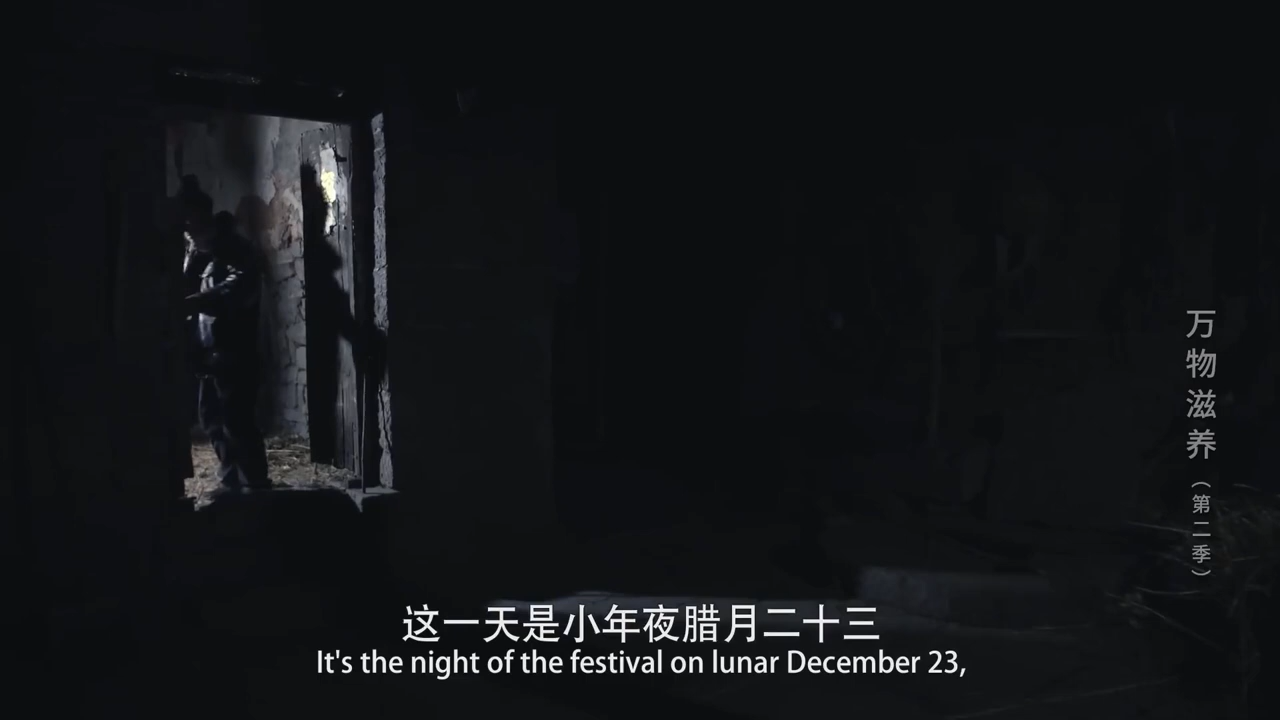 万物滋养
（第二季）
这一天是小年夜腊月二十三
It's the night of the festival on lunar December 23,